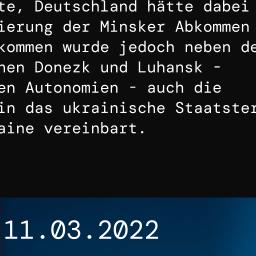 te, Deutschland hätte dabei
ierung der Minsker Abkommen
kommen wurde jedoch neben de
nen Donezk und Luhansk -
en Autonomien - auch die
in das ukrainische Staatster
aine vereinbart.
11.03.2022